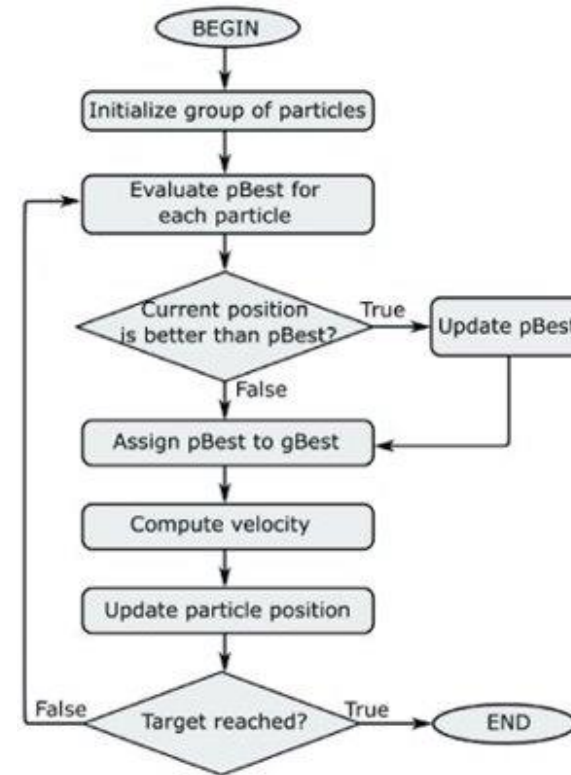 BEGIN
Initialize group of particles
Evaluate pBest for
each particle
Current position
is better than pBest?
True
Update pBest
False
Assign pBest to gBest
Compute velocity
Update particle position
False
Target reached?
True
END